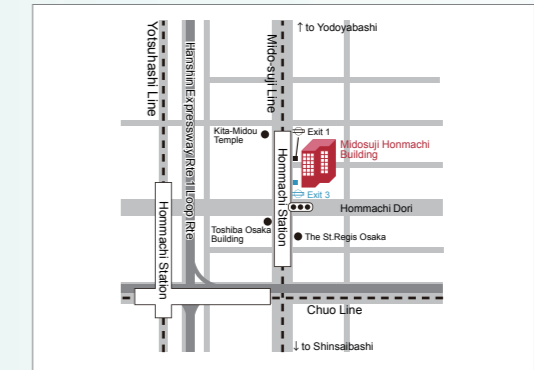 ↑ to Yodoyabashi
Yotsuhashi Line
Hanshin Expressway Rte 1 Loop Rte
Mido-suji Line
Kita-Midou
Temple
Exit 1
Midosuji Honmachi
Building
Hommachi Station
Exit 3
Hommachi Dori
Hommachi Station
Toshiba Osaka
Building
The St.Regis Osaka
Chuo Line
↓ to Shinsaibashi